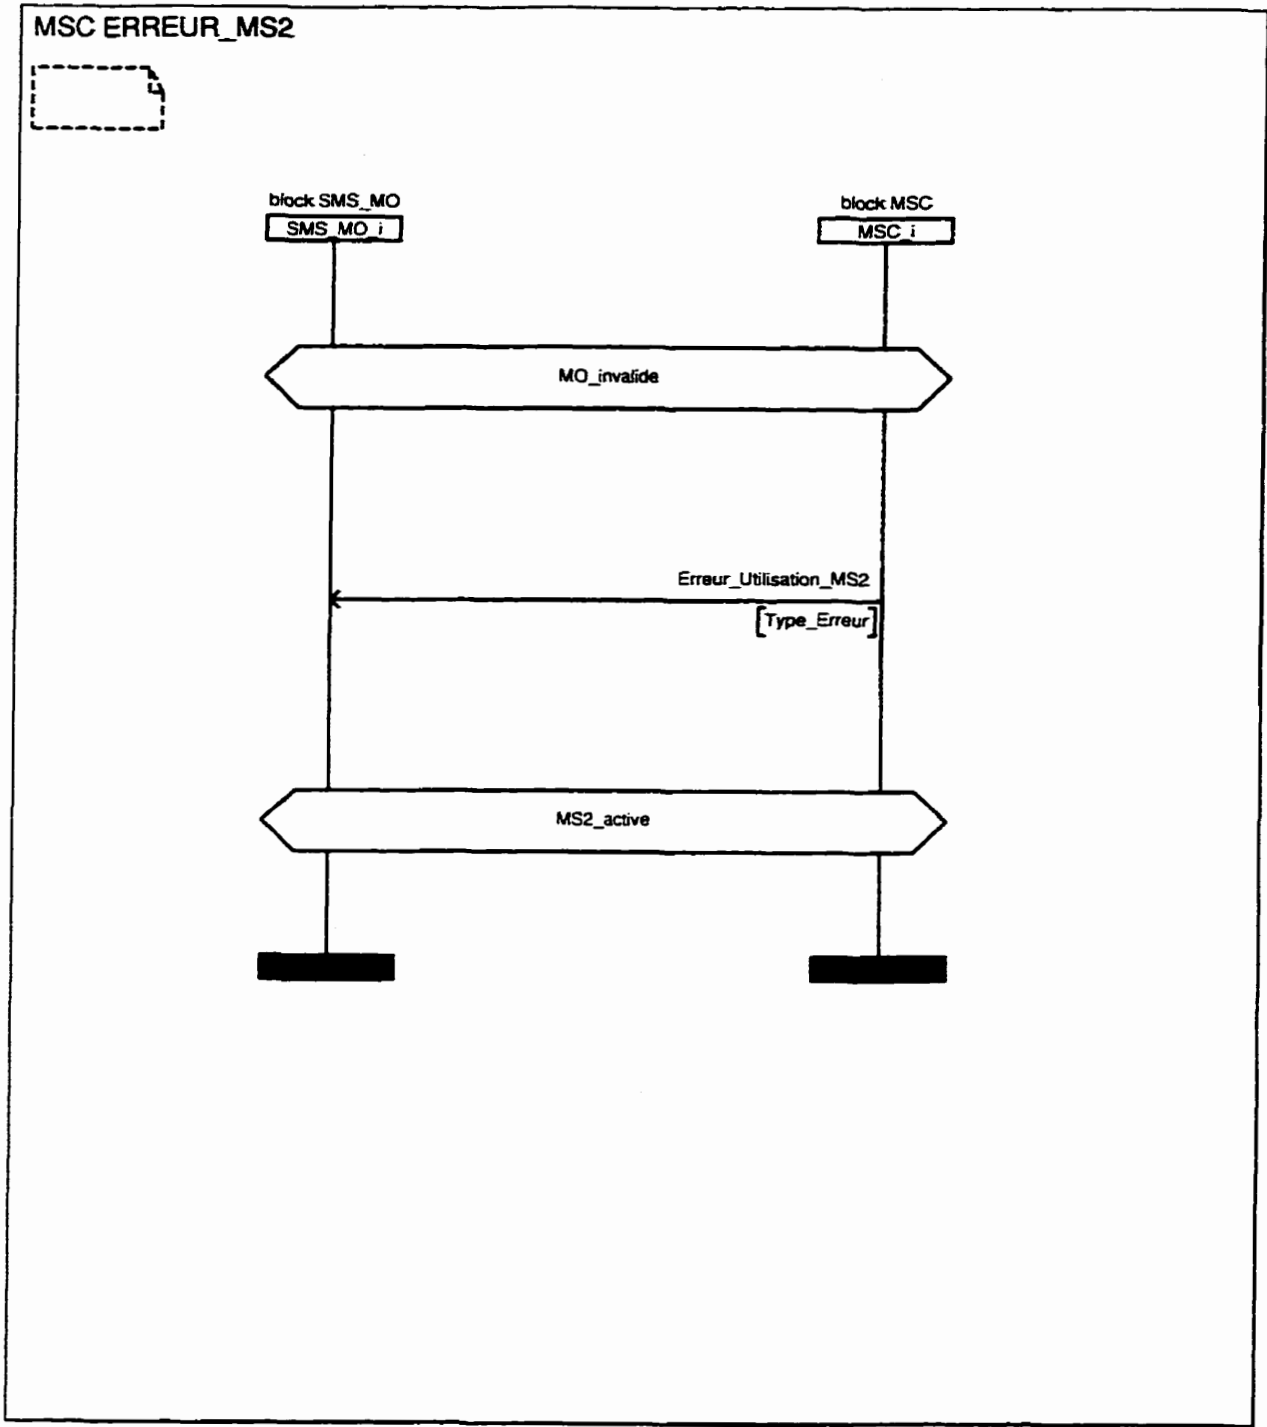 MSC ERREUR_MS2
block SMS_MO
SMS_MO_i
block MSC
MSC_i
MO_invalide
Erreur_Utilisation_MS2
[Type_Erreur]
MS2_active